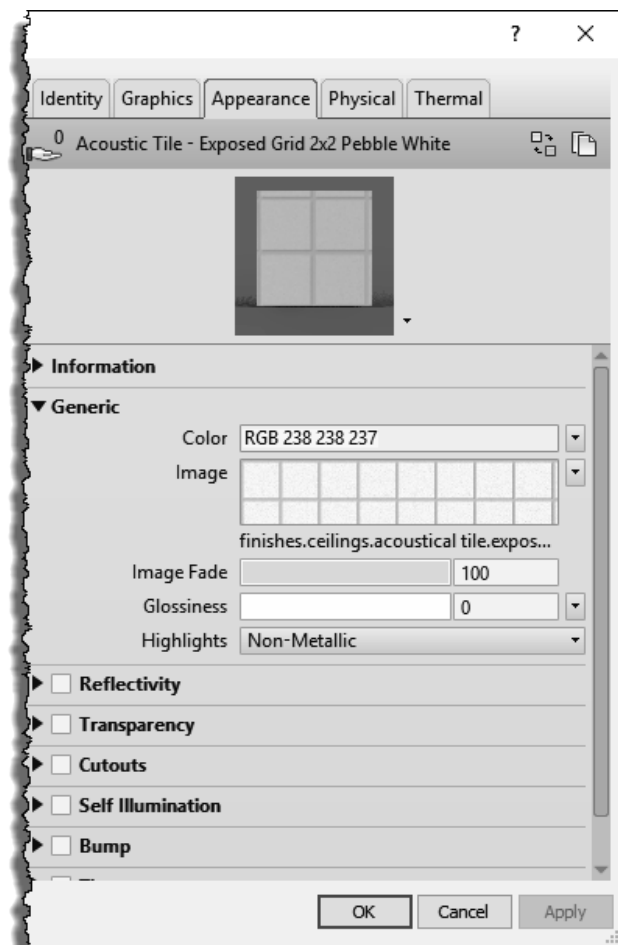 ?
Identity Graphics Appearance Physical Thermal
0 Acoustic Tile - Exposed Grid 2x2 Pebble White
Information
Generic
Color RGB 238 238 237
Image
finishes.ceilings.acoustical tile.expos...
Image Fade 100
Glossiness 0
Highlights Non-Metallic
Reflectivity
Transparency
Cutouts
Self Illumination
Bump
OK Cancel Apply